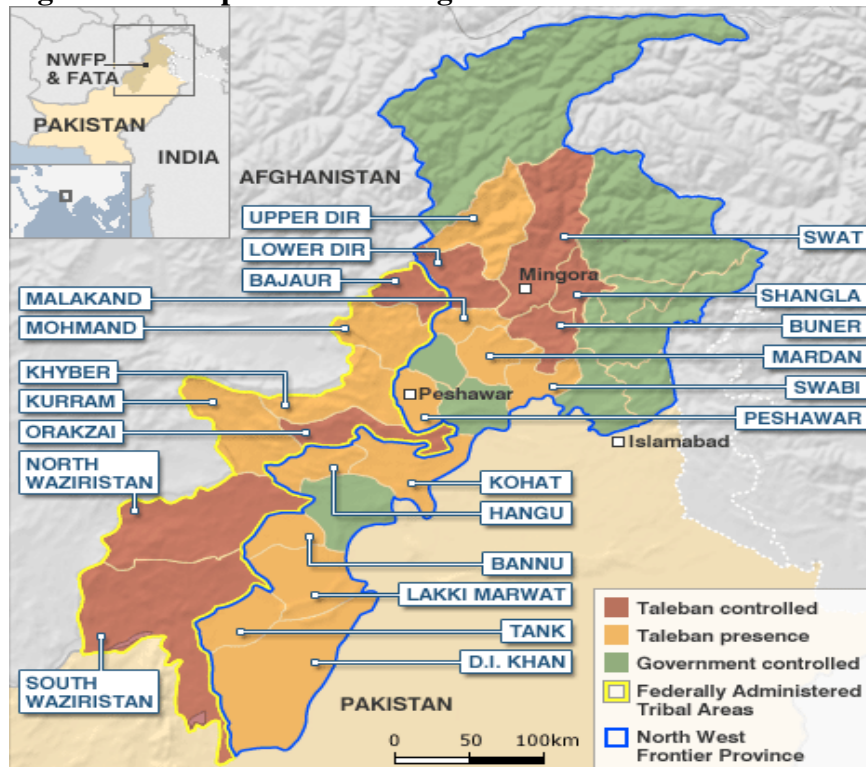 NWFP
& FATA
PAKISTAN
INDIA
AFGHANISTAN
UPPER DIR
LOWER DIR
BAJAUR
MALAKAND
MOHMAND
KHYBER
KURRAM
ORAKZAI
NORTH
WAZIRISTAN
SOUTH
WAZIRISTAN
Mingora
Peshawar
Islamabad
SWAT
SHANGLA
BUNER
MARDAN
SWABI
PESHAWAR
KOHAT
HANGU
BANNU
LAKKI MARWAT
TANK
D.I. KHAN
PAKISTAN
0 50 100km
Taleban controlled
Taleban presence
Government controlled
Federally Administered
Tribal Areas
North West
Frontier Province